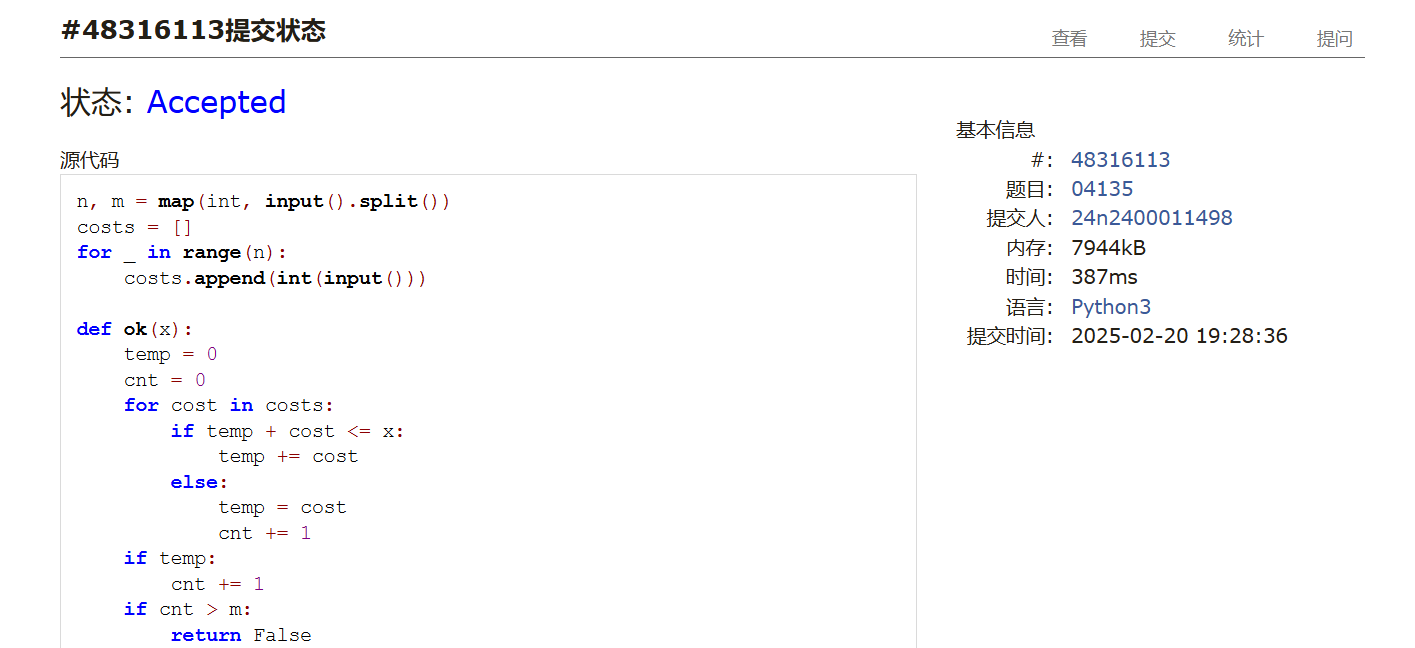 #48316113提交状态
查看 提交 统计 提问
状态: Accepted
源代码
n, m = map(int, input().split())
costs = []
for _ in range(n):
    costs.append(int(input()))

def ok(x):
    temp = 0
    cnt = 0
    for cost in costs:
        if temp + cost <= x:
            temp += cost
        else:
            temp = cost
            cnt += 1
    if temp:
        cnt += 1
    if cnt > m:
        return False
基本信息
#: 48316113
题目: 04135
提交人: 24n2400011498
内存: 7944kB
时间: 387ms
语言: Python3
提交时间: 2025-02-20 19:28:36